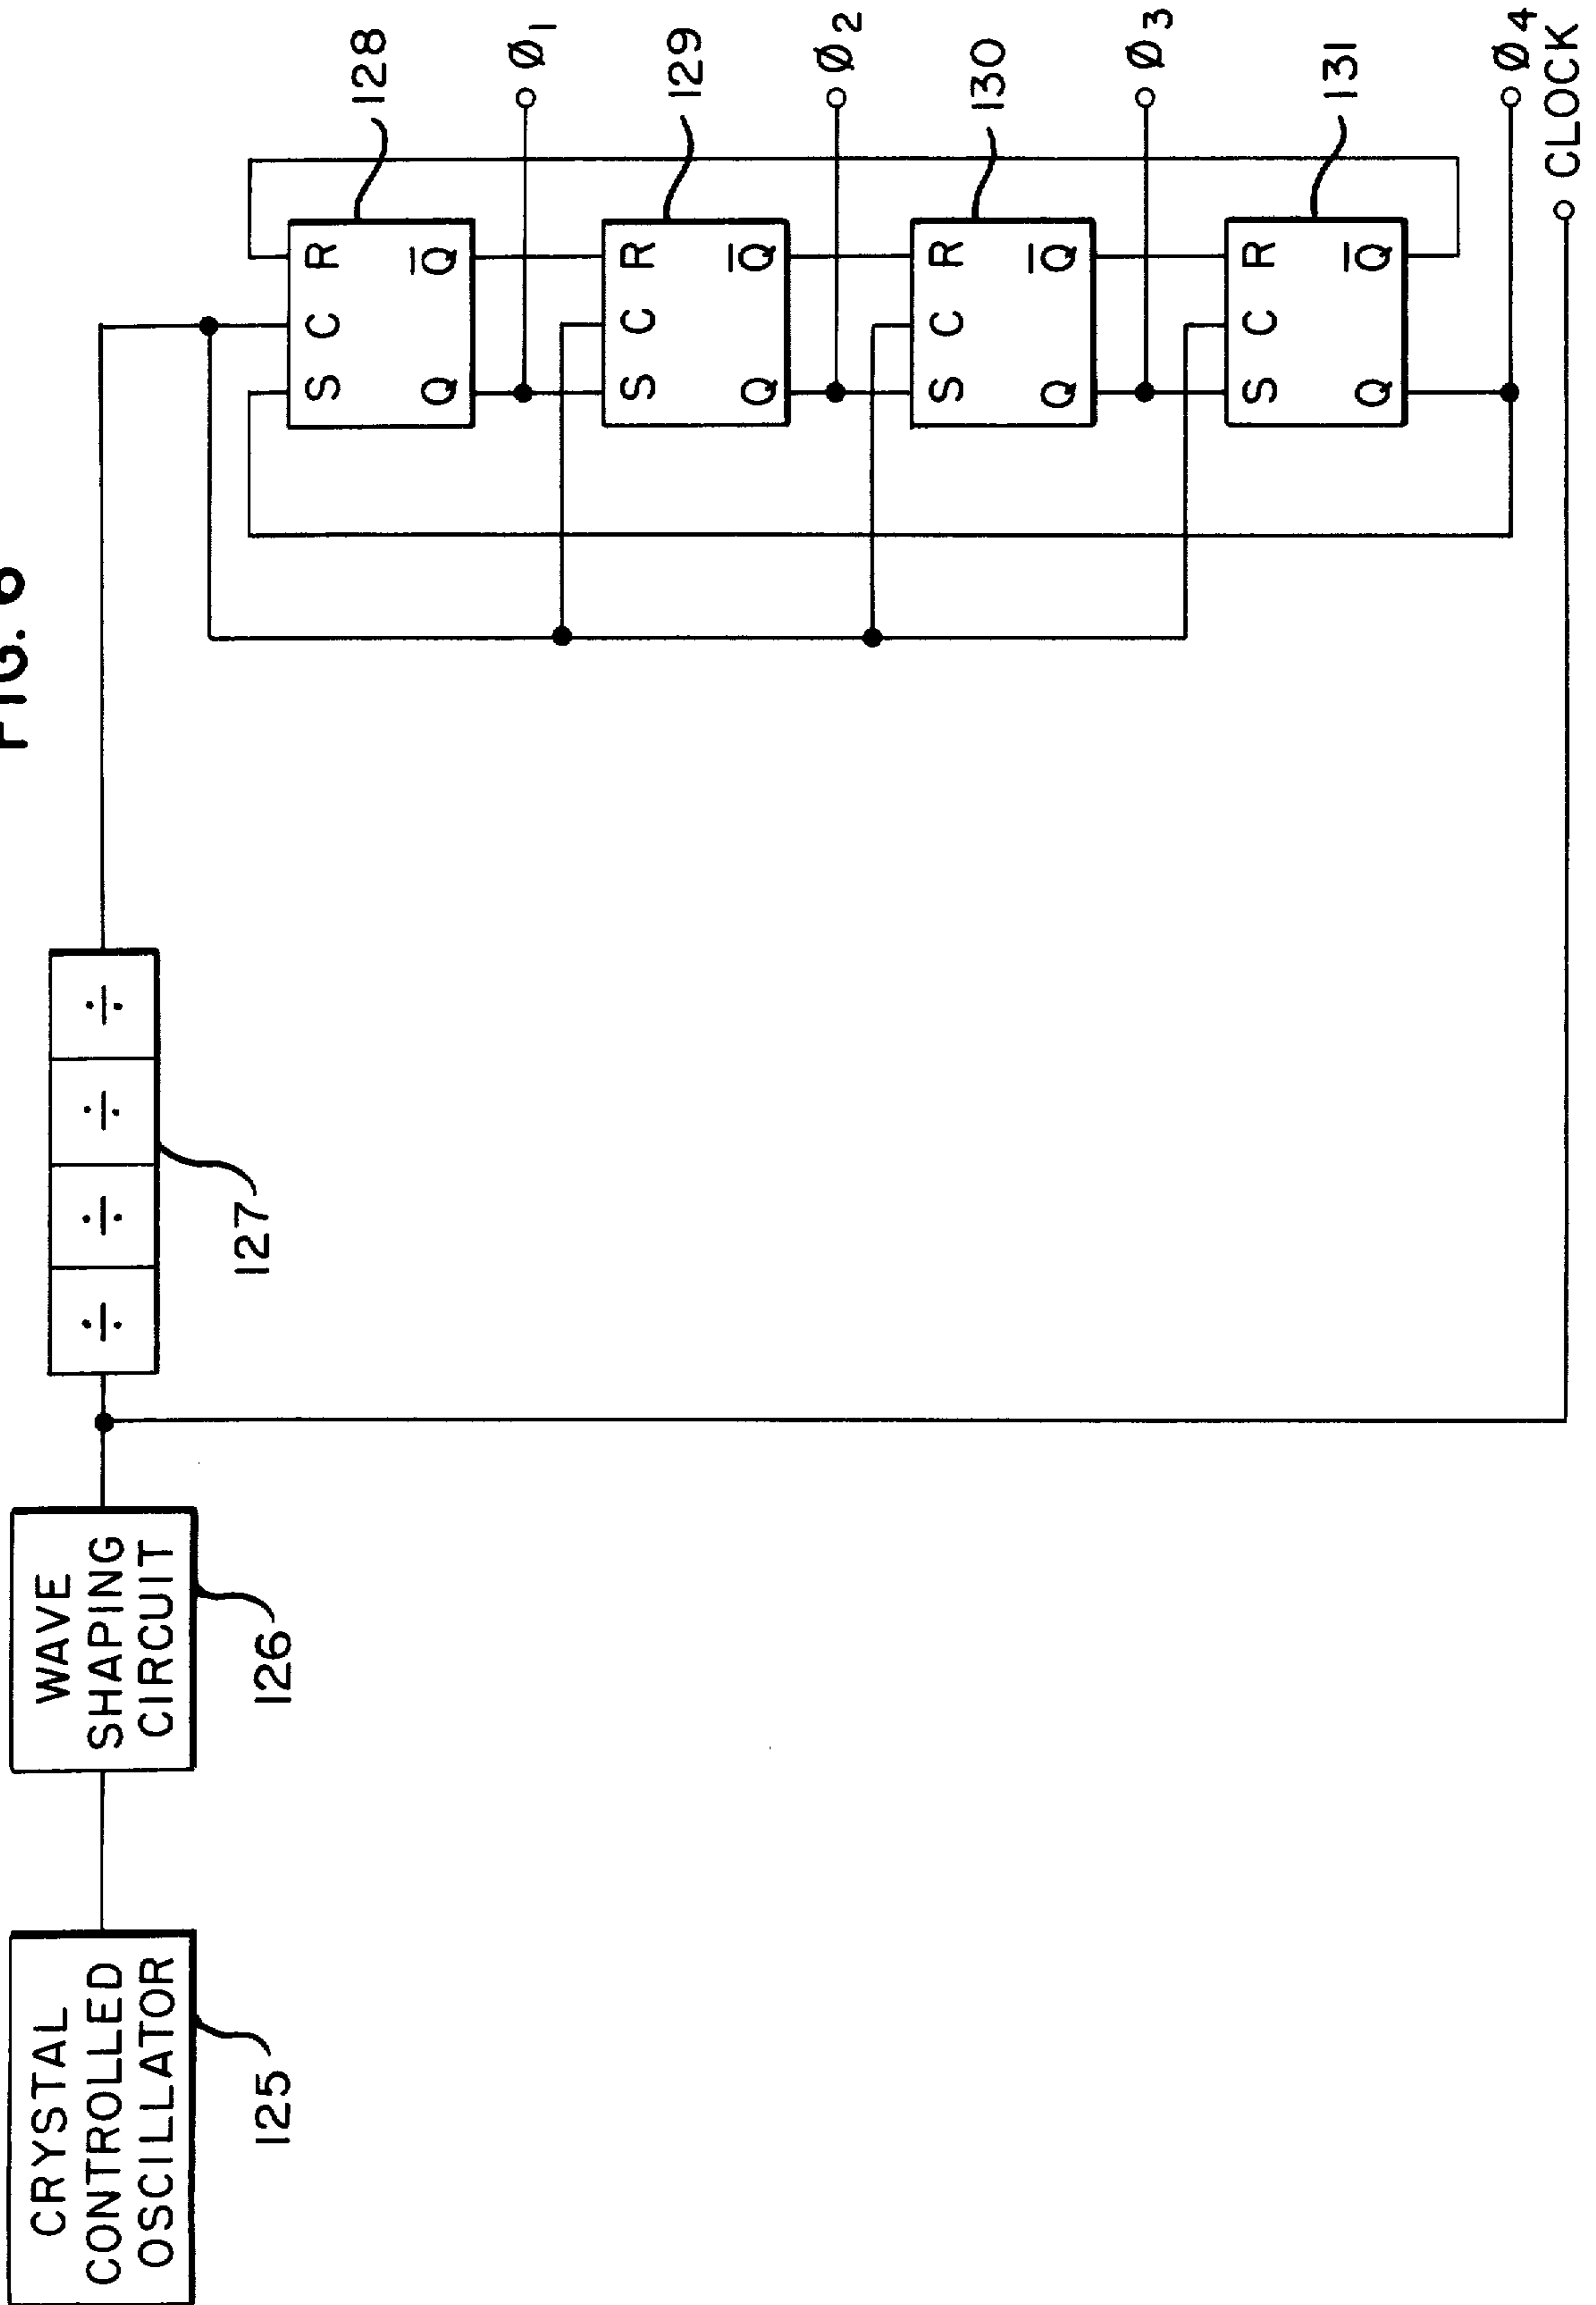 FIG.
CRYSTAL
CONTROLLED
OSCILLATOR
125
WAVE
SHAPING
CIRCUIT
126
÷ ÷ ÷ ÷
127
S C R
Q Q̅
128
Ø1
S C R
Q Q̅
129
Ø2
S C R
Q Q̅
130
Ø3
S C R
Q Q̅
131
Ø4
CLOCK